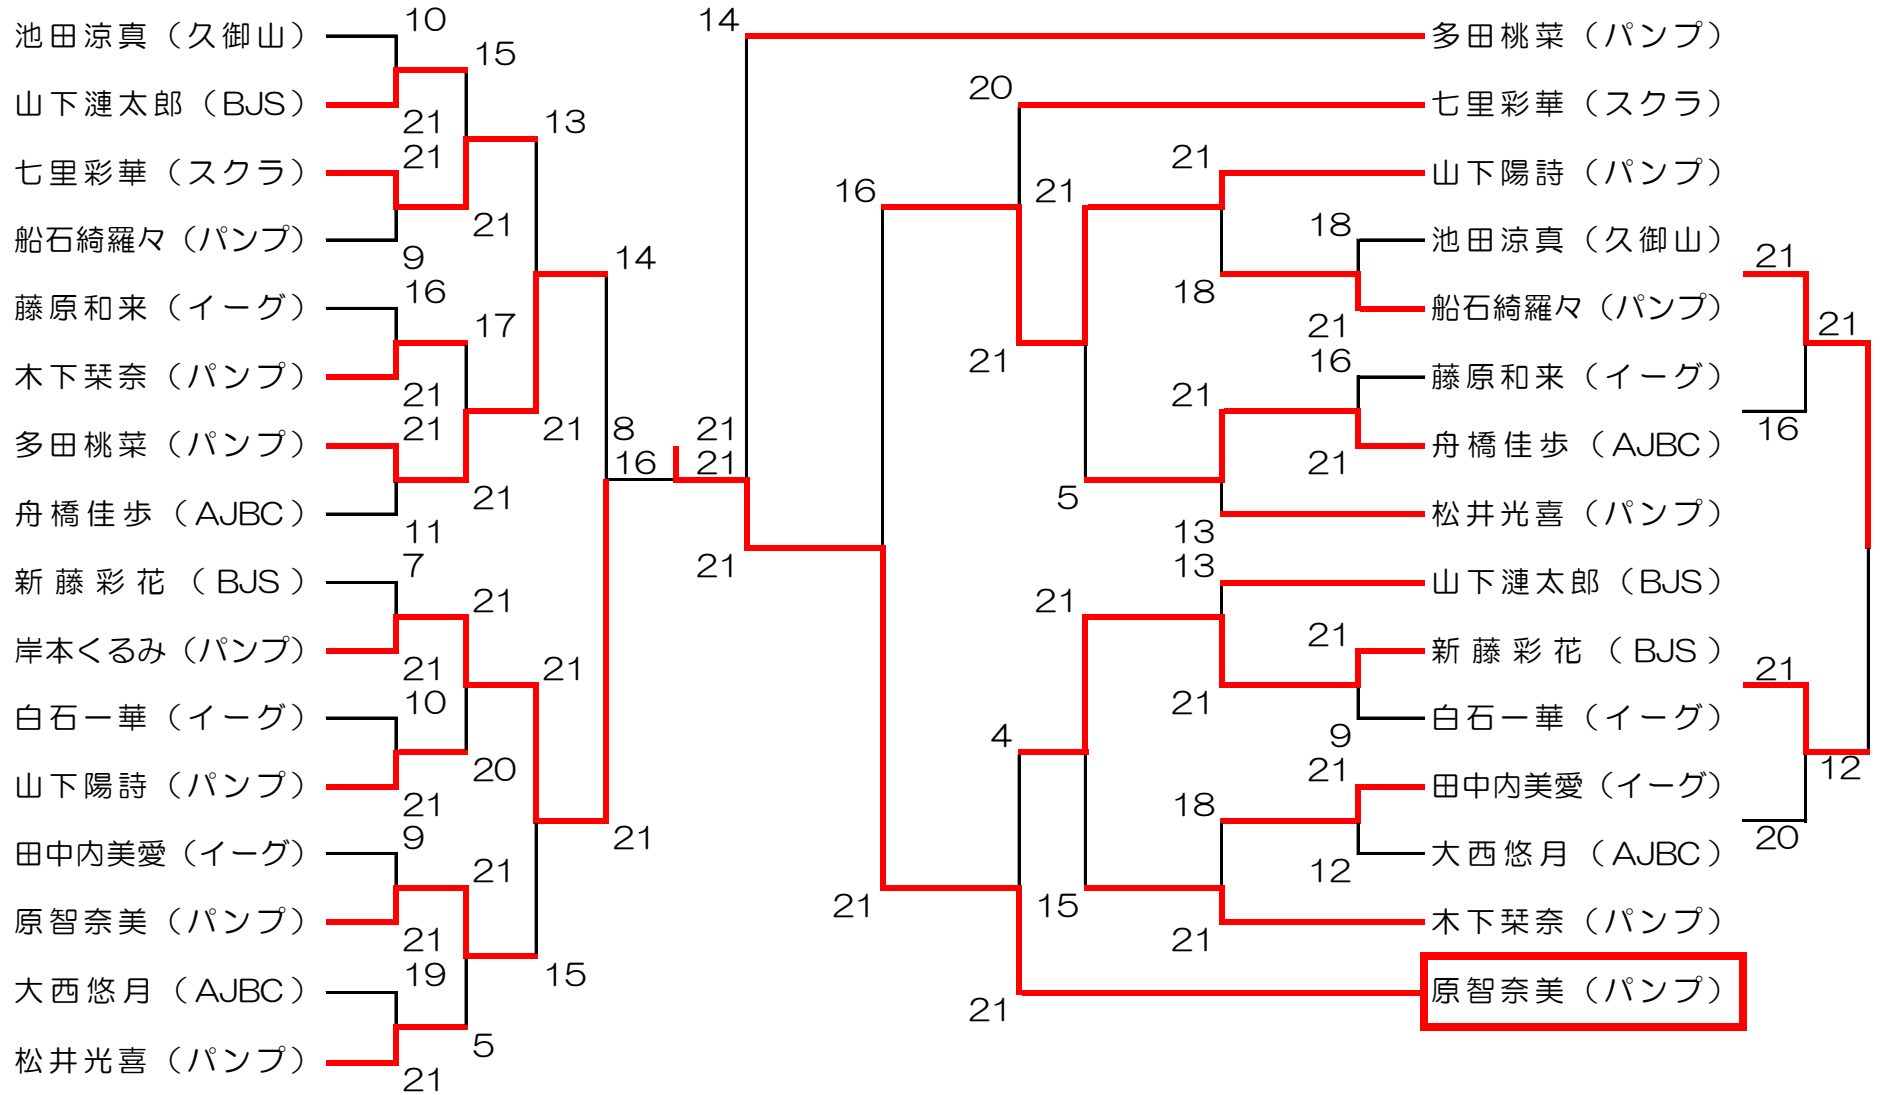 池田涼真（久御山）
山下漣太郎（BJS）
七里彩華（スクラ）
船石綺羅々（パンプ）
藤原和来（イーグ）
木下栞奈（パンプ）
多田桃菜（パンプ）
舟橋佳歩（AJBC）
新藤彩花（BJS）
岸本くるみ（パンプ）
白石一華（イーグ）
山下陽詩（パンプ）
田中内美愛（イーグ）
原智奈美（パンプ）
大西悠月（AJBC）
松井光喜（パンプ）
10
21
21
9
16
21
21
11
7
21
10
21
9
21
19
21
15
21
17
21
21
20
21
5
13
21
21
15
14
21
8
16
21
21
14
21
16
21
20
21
4
21
21
5
21
15
21
18
21
13
13
21
18
21
18
21
16
21
21
9
21
12
多田桃菜（パンプ）
七里彩華（スクラ）
山下陽詩（パンプ）
池田涼真（久御山）
船石綺羅々（パンプ）
藤原和来（イーグ）
舟橋佳歩（AJBC）
松井光喜（パンプ）
山下漣太郎（BJS）
新藤彩花（BJS）
白石一華（イーグ）
田中内美愛（イーグ）
大西悠月（AJBC）
木下栞奈（パンプ）
原智奈美（パンプ）
21
16
21
20
21
12